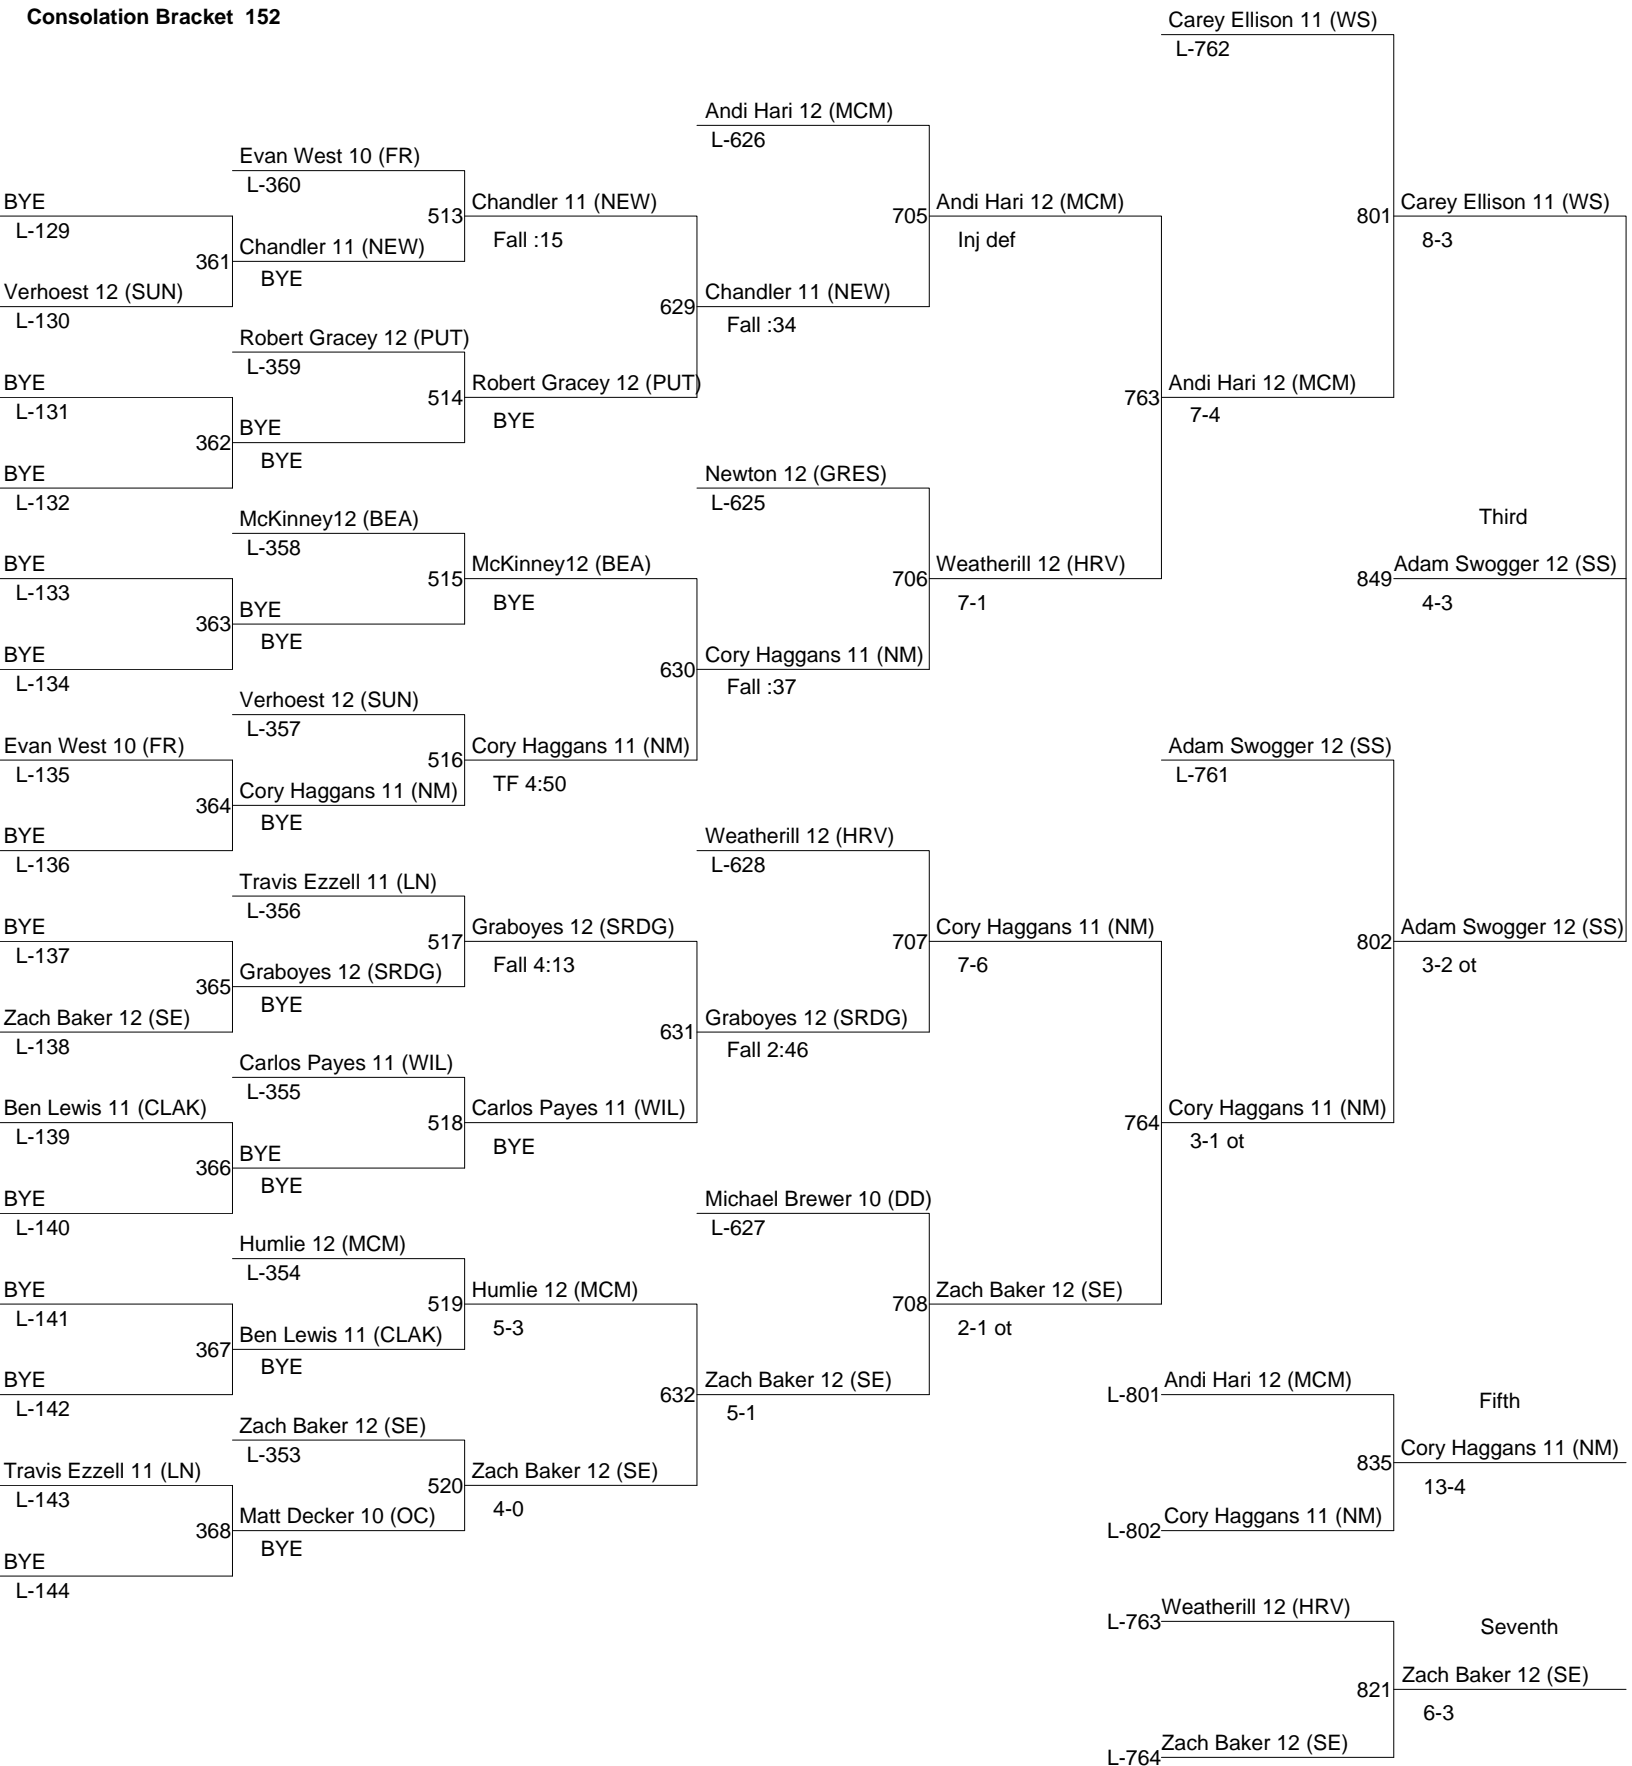 Consolation Bracket 152
BYE
L-129
361
Verhoest 12 (SUN)
L-130
BYE
L-131
362
BYE
L-132
BYE
L-133
363
BYE
L-134
Evan West 10 (FR)
L-135
364
BYE
L-136
BYE
L-137
365
Zach Baker 12 (SE)
L-138
Ben Lewis 11 (CLAK)
L-139
366
BYE
L-140
BYE
L-141
367
BYE
L-142
Travis Ezzell 11 (LN)
L-143
368
BYE
L-144
Evan West 10 (FR)
L-360
513
Chandler 11 (NEW)
BYE
Robert Gracey 12 (PUT)
L-359
514
BYE
BYE
McKinney12 (BEA)
L-358
515
BYE
BYE
Verhoest 12 (SUN)
L-357
516
Cory Haggans 11 (NM)
BYE
Travis Ezzell 11 (LN)
L-356
517
Graboyes 12 (SRDG)
BYE
Carlos Payes 11 (WIL)
L-355
518
BYE
BYE
Humlie 12 (MCM)
L-354
519
Ben Lewis 11 (CLAK)
BYE
Zach Baker 12 (SE)
L-353
520
Matt Decker 10 (OC)
BYE
Chandler 11 (NEW)
Fall :15
629
Robert Gracey 12 (PUT)
BYE
McKinney12 (BEA)
BYE
630
Cory Haggans 11 (NM)
TF 4:50
Graboyes 12 (SRDG)
Fall 4:13
631
Carlos Payes 11 (WIL)
BYE
Humlie 12 (MCM)
5-3
632
Zach Baker 12 (SE)
4-0
Andi Hari 12 (MCM)
L-626
705
Chandler 11 (NEW)
Fall :34
Newton 12 (GRES)
L-625
706
Cory Haggans 11 (NM)
Fall :37
Weatherill 12 (HRV)
L-628
707
Graboyes 12 (SRDG)
Fall 2:46
Michael Brewer 10 (DD)
L-627
708
Zach Baker 12 (SE)
5-1
Andi Hari 12 (MCM)
Inj def
763
Weatherill 12 (HRV)
7-1
Cory Haggans 11 (NM)
7-6
764
Zach Baker 12 (SE)
2-1 ot
Carey Ellison 11 (WS)
L-762
801
Andi Hari 12 (MCM)
7-4
Adam Swogger 12 (SS)
L-761
802
Cory Haggans 11 (NM)
3-1 ot
Carey Ellison 11 (WS)
8-3
Third
849
Adam Swogger 12 (SS)
4-3
Adam Swogger 12 (SS)
3-2 ot
L-801
Andi Hari 12 (MCM)
Fifth
835
Cory Haggans 11 (NM)
13-4
L-802
Cory Haggans 11 (NM)
L-763
Weatherill 12 (HRV)
Seventh
821
Zach Baker 12 (SE)
6-3
L-764
Zach Baker 12 (SE)